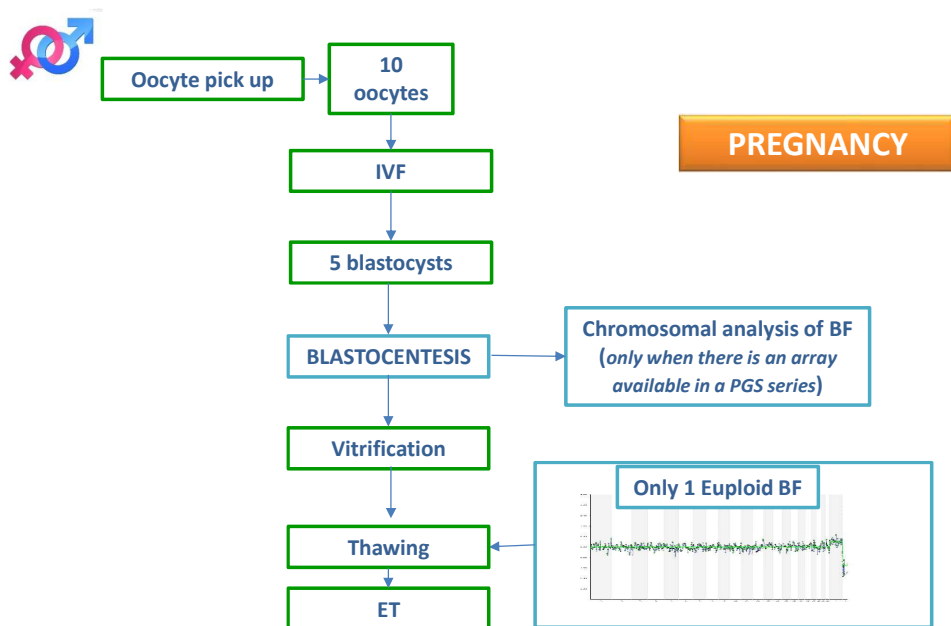 Oocyte pick up
10
oocytes
PREGNANCY
IVF
5 blastocysts
BLASTOCENTESIS
Chromosomal analysis of BF
(only when there is an array
available in a PGS series)
Vitrification
Only 1 Euploid BF
Thawing
ET